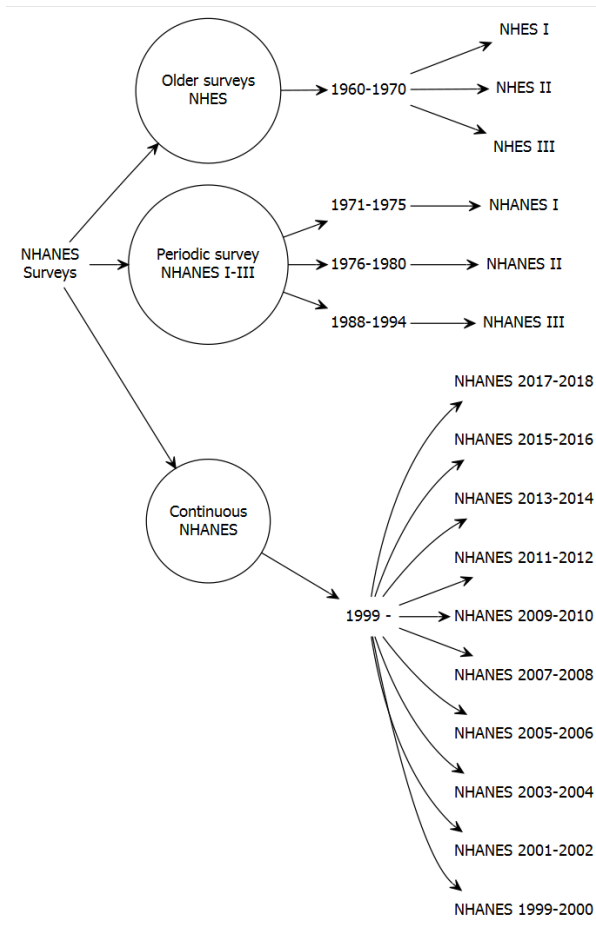 NHES I
Older surveys
NHES
1960-1970
NHES II
NHES III
1971-1975
NHANES I
NHANES
Surveys
Periodic survey
NHANES I-III
1976-1980
NHANES II
1988-1994
NHANES III
NHANES 2017-2018
NHANES 2015-2016
NHANES 2013-2014
Continuous
NHANES
NHANES 2011-2012
1999 -
NHANES 2009-2010
NHANES 2007-2008
NHANES 2005-2006
NHANES 2003-2004
NHANES 2001-2002
NHANES 1999-2000